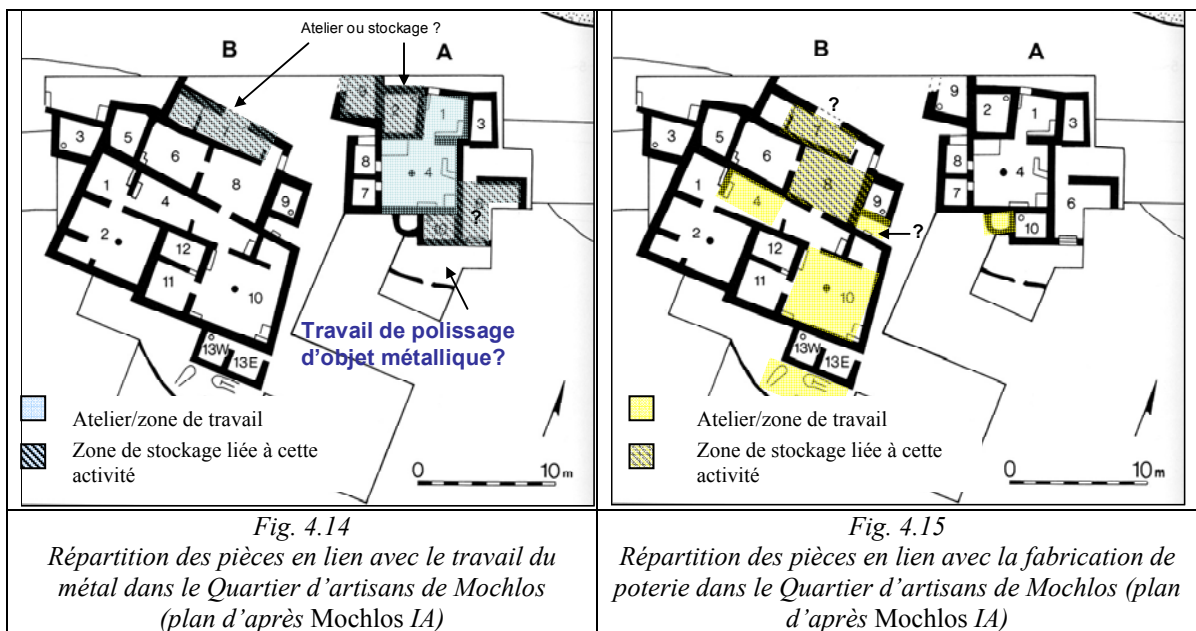 Atelier ou stockage ?
B
A
9
2
1
3
3
5
6
8
4
8
7
1
4
9
?
10
2
12
11
10
Travail de polissage
d'objet métallique?
13W
13E
Atelier/zone de travail
Zone de stockage liée à cette
activité
0
10m
Fig. 4.14
Répartition des pièces en lien avec le travail du
métal dans le Quartier d'artisans de Mochlos
(plan d'après Mochlos IA)
B
A
?
9
2
1
3
3
5
6
8
4
8
7
1
4
9
6
?
10
2
12
11
10
13W
13E
Atelier/zone de travail
Zone de stockage liée à cette
activité
0
10m
Fig. 4.15
Répartition des pièces en lien avec la fabrication de
poterie dans le Quartier d'artisans de Mochlos (plan
d'après Mochlos IA)